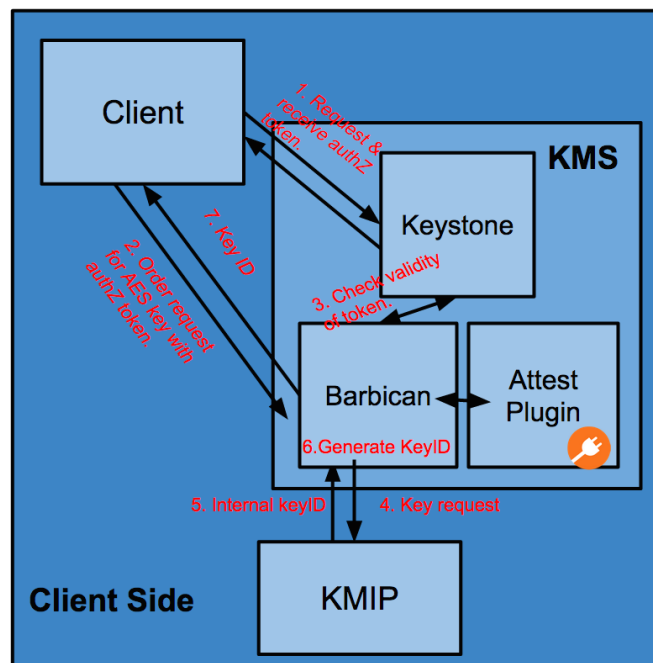 Client
1. Request &
receive authZ
token.
KMS
Keystone
7. Key ID
2. Order request
for AES key with
authZ token.
3. Check validity
of token.
Barbican
Attest
Plugin
6.Generate KeyID
5. Internal keyID
4. Key request
KMIP
Client Side